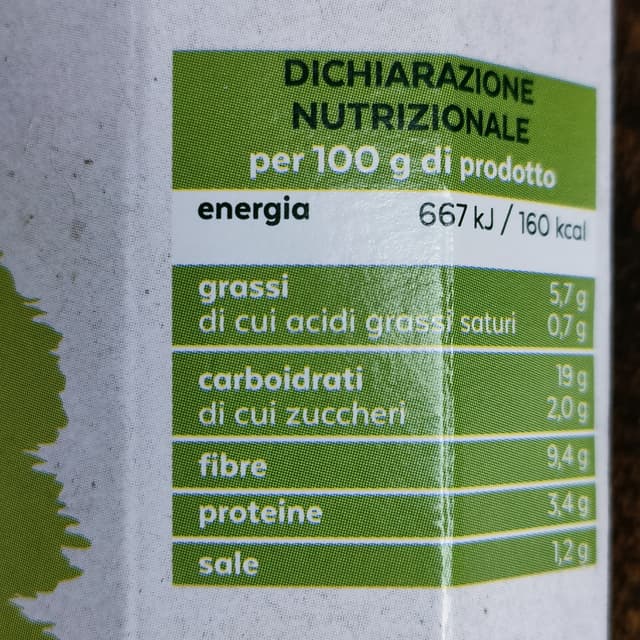 DICHIARAZIONE
NUTRIZIONALE
per 100 g di prodotto
energia 667 kJ / 160 kcal
grassi 5,7 g
di cui acidi grassi saturi 0,7 g
carboidrati 19 g
di cui zuccheri 2,0 g
fibre 9,4 g
proteine 3,4 g
sale 1,2 g